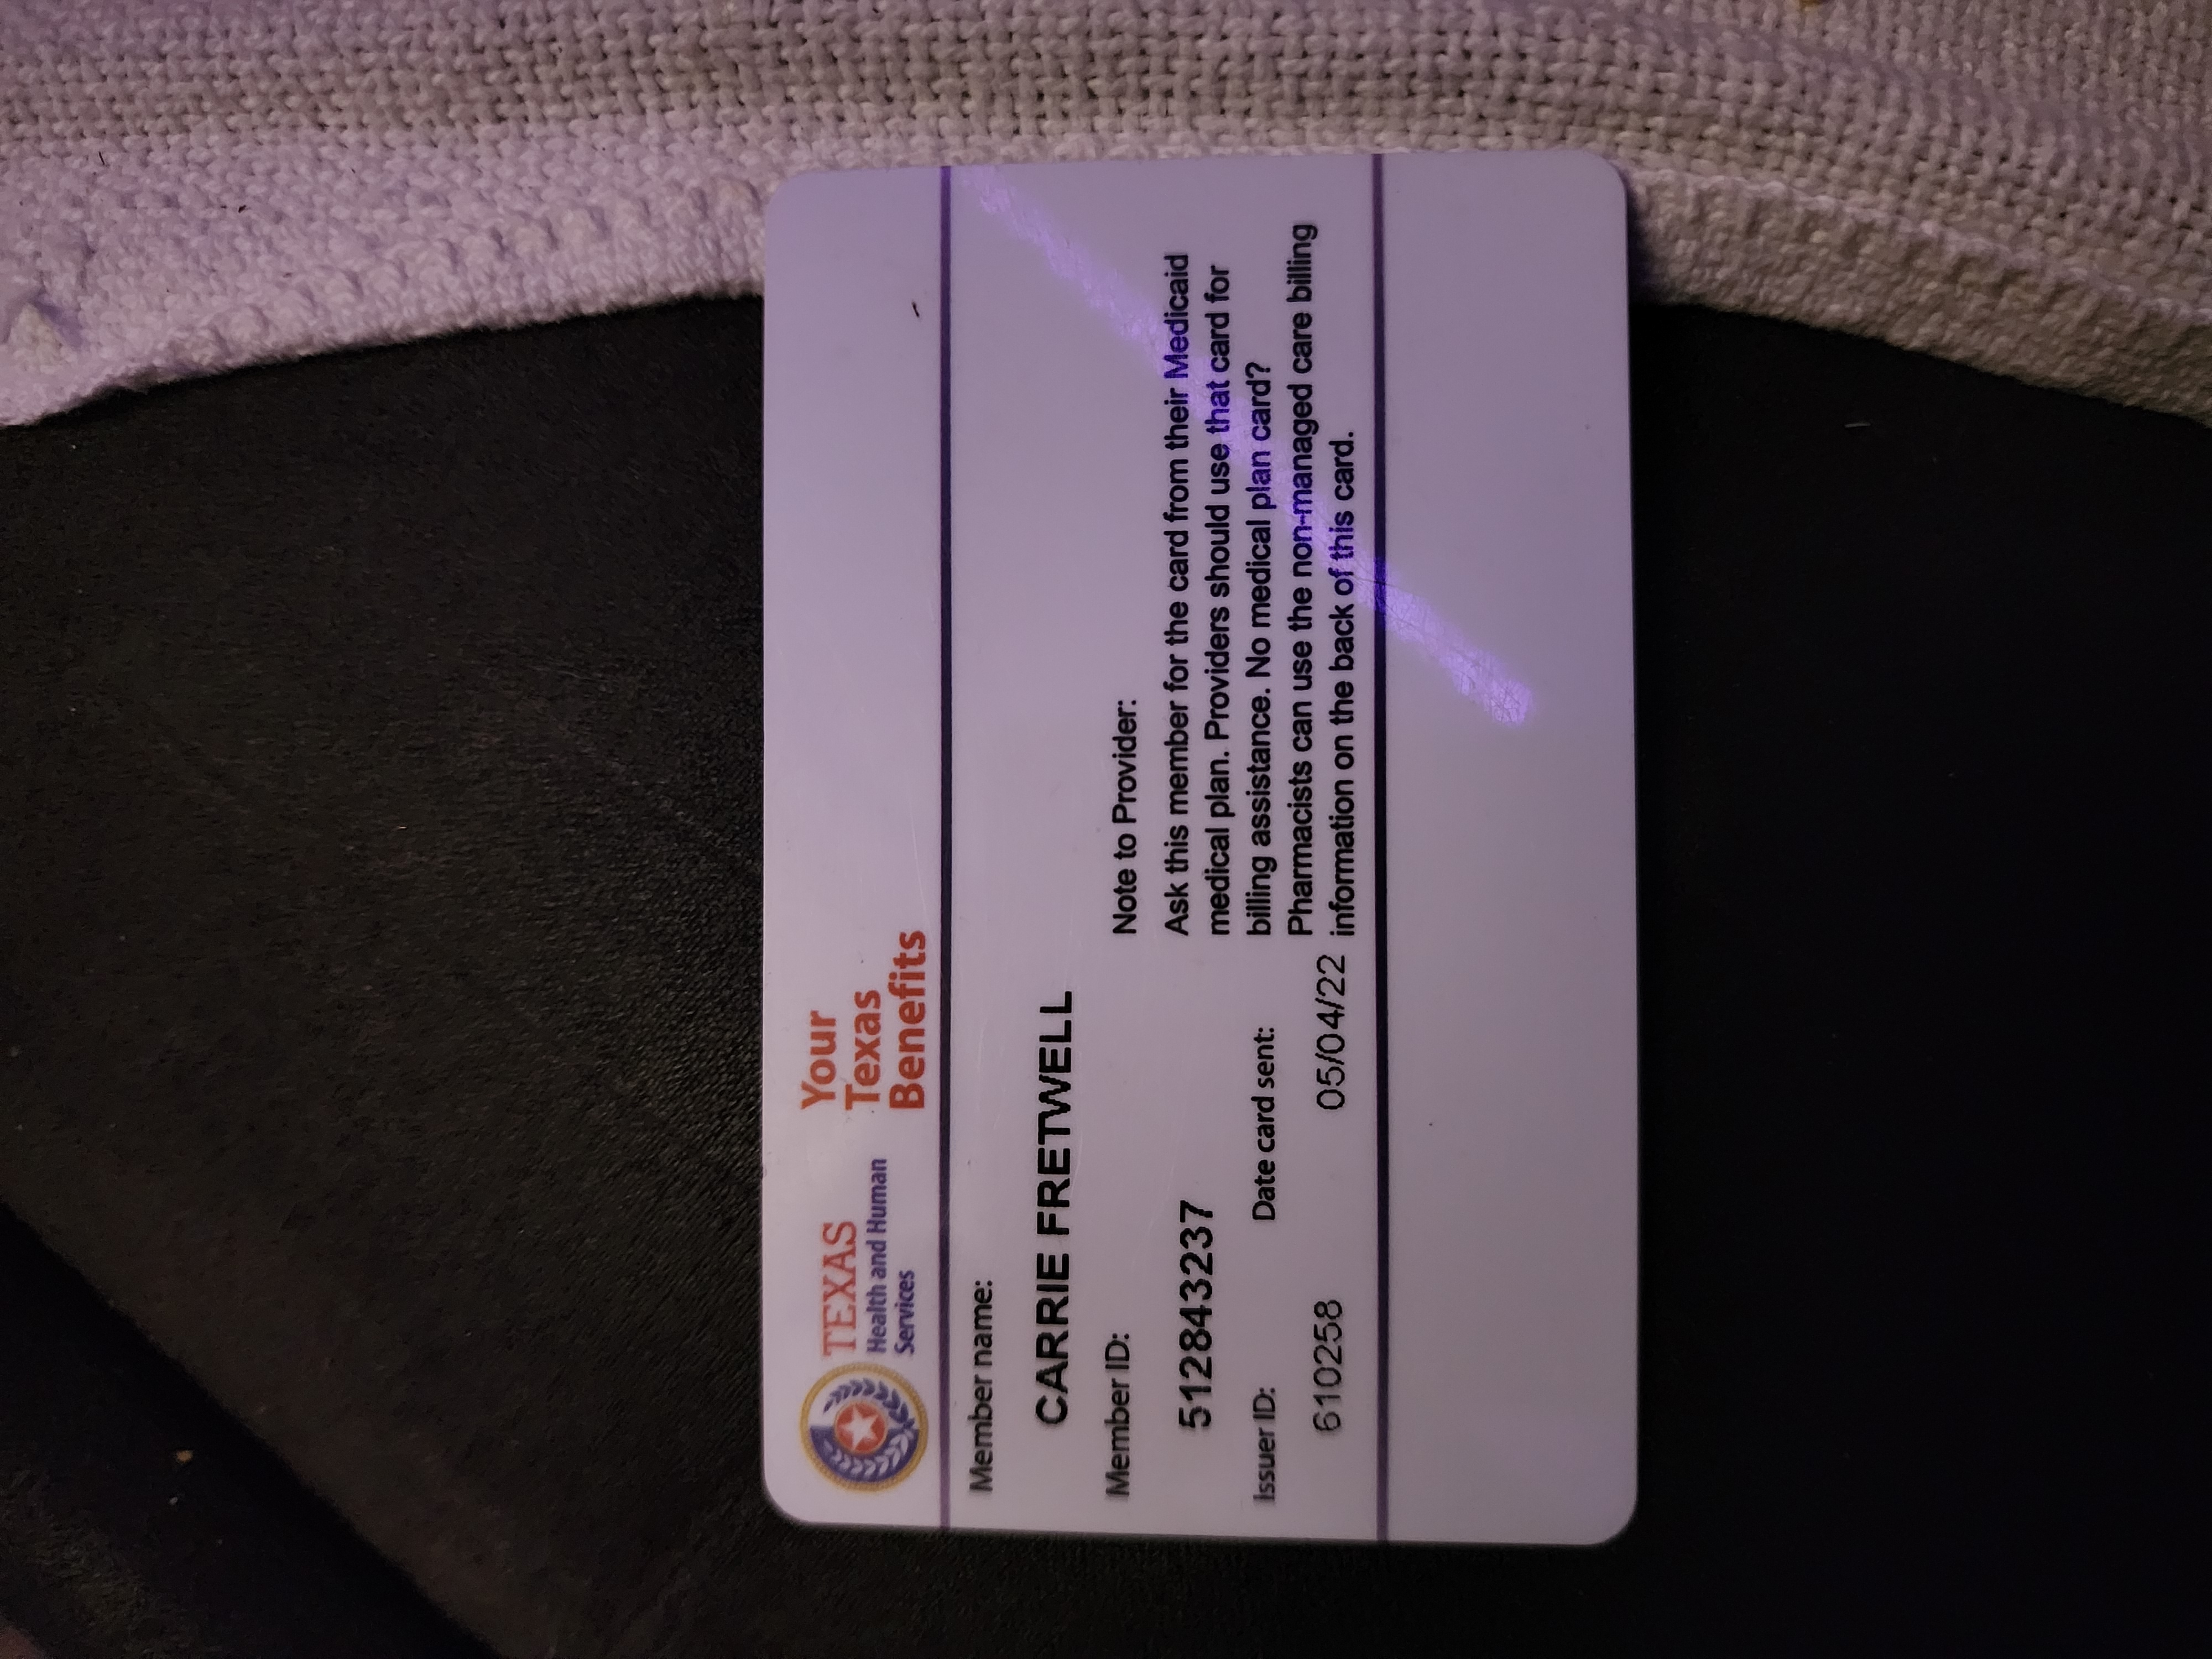 TEXAS
Health and Human
Services
Your
Texas
Benefits
Member name:
CARRIE FRETWELL
Member ID:
512843237
Issuer ID:
610258
Date card sent:
05/04/22
Note to Provider:
Ask this member for the card from their Medicaid
medical plan. Providers should use that card for
billing assistance. No medical plan card?
Pharmacists can use the non-managed care billing
information on the back of this card.